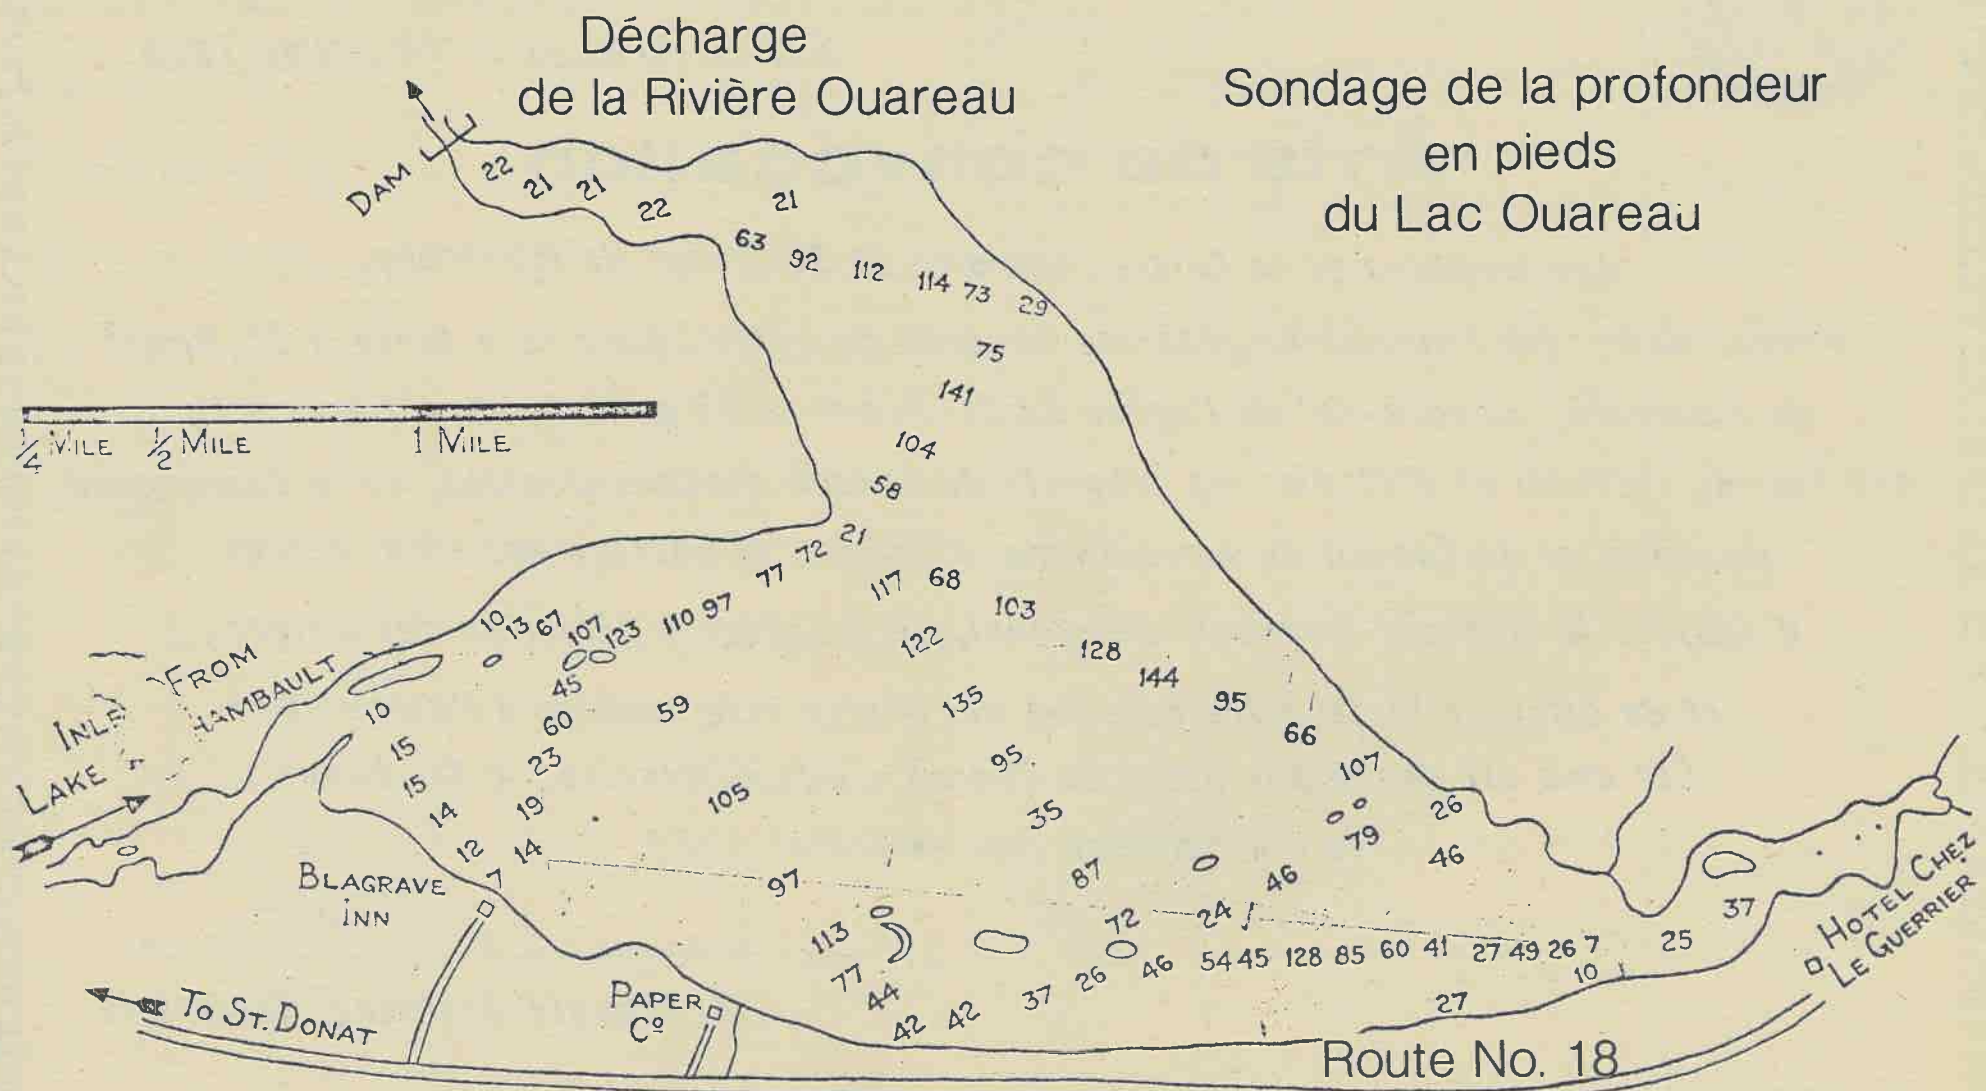 Décharge
de la Rivière Ouareau
Sondage de la profondeur
en pieds
du Lac Ouareau
DAM
22 21 21 22 21
63 92 112 114 73 29
75
141
104
58
21
72
77
97
110
¼ MILE ½ MILE 1 MILE
117 68 103 128 144 95 66 107 26
122
135
95
35
87
72
10 13 67 107 123
45
60 59
23
19 105
14
97
FROM
HAMBAULT
LAKE
10
15
15
14
12
7
79 46
46
24
BLAGRAVE
INN
113
77
44
42 42 37 26 46 54 45 128 85 60 41 27 49 26 7
10
27
25
37
HOTEL CHEZ
LE GUERRIER
PAPER
Cº
TO ST. DONAT
Route No. 18